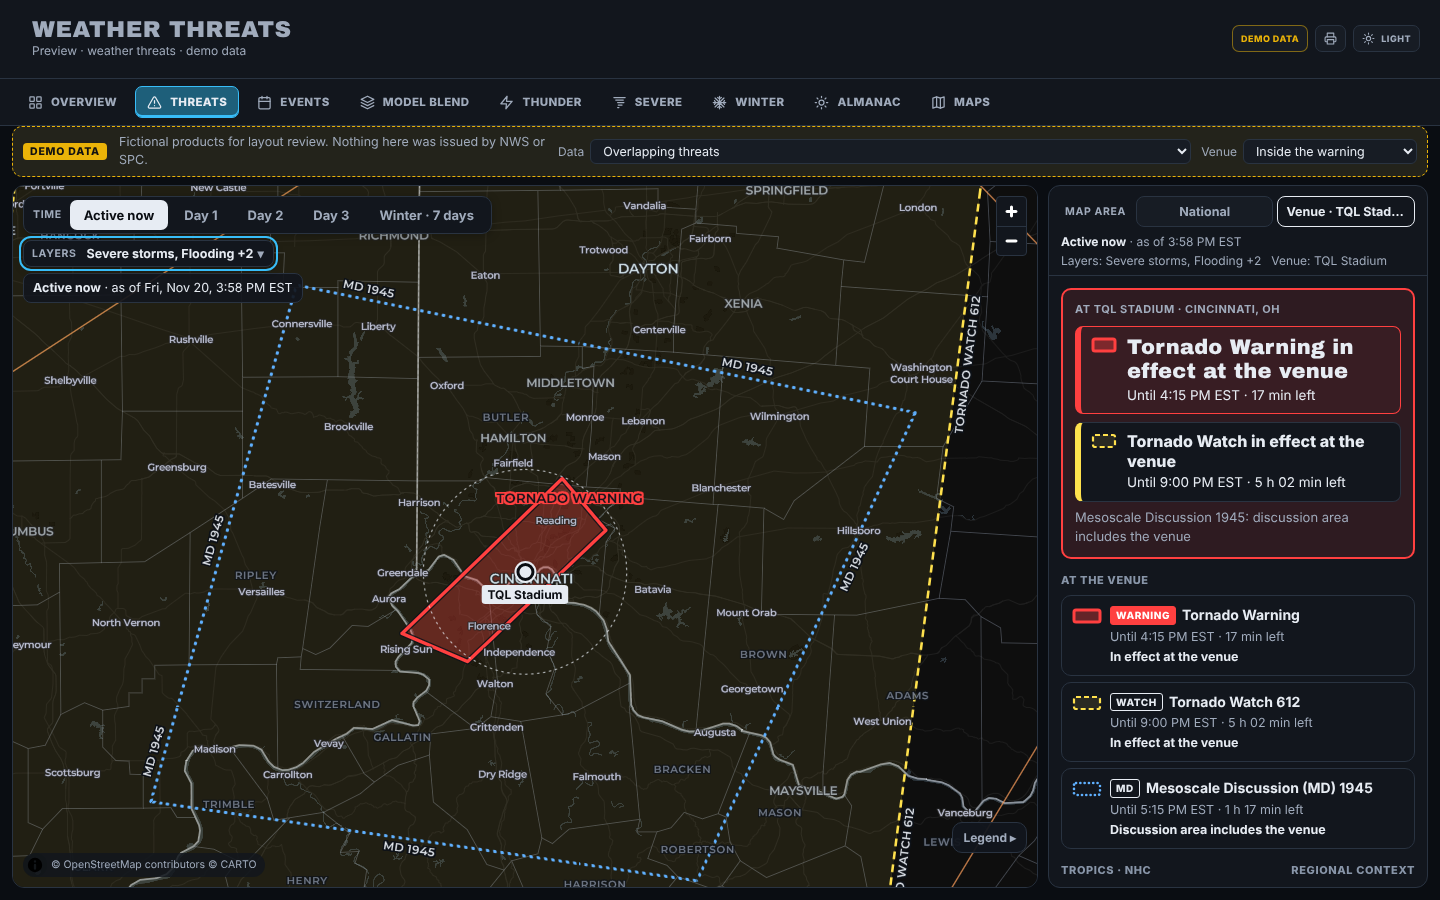 WEATHER THREATS
Preview · weather threats · demo data
DEMO DATA
LIGHT
OVERVIEW
THREATS
EVENTS
MODEL BLEND
THUNDER
SEVERE
WINTER
ALMANAC
MAPS
DEMO DATA
Fictional products for layout review. Nothing here was issued by NWS or
SPC.
Data
Overlapping threats
Venue
Inside the warning
TIME
Active now
Day 1
Day 2
Day 3
Winter · 7 days
LAYERS
Severe storms, Flooding +2 ▾
Active now · as of Fri, Nov 20, 3:58 PM EST
New Castle
SPRINGFIELD
Vandalia
London
RICHMOND
Fairborn
Trotwood
DAYTON
Eaton
MD 1945
XENIA
Connersville
Liberty
Centerville
Rushville
TORNADO WATCH 612
MD 1945
Washington
Court House
Shelbyville
Oxford
MIDDLETOWN
BUTLER
Monroe
Lebanon
Wilmington
Brookville
HAMILTON
Fairfield
Mason
Greensburg
Batesville
Blanchester
Harrison
TORNADO WARNING
Reading
Hillsboro
MD 1945
MD 1945
Greendale
CINCINNATI
TQL Stadium
RIPLEY
Versailles
Aurora
Batavia
Mount Orab
North Vernon
Florence
Rising Sun
Independence
BROWN
Walton
Georgetown
ADAMS
SWITZERLAND
Crittenden
West Union
Augusta
GALLATIN
Vevay
Madison
MD 1945
Scottsburg
Carrollton
Dry Ridge
Falmouth
BRACKEN
MAYSVILLE
MASON
TRIMBLE
Vanceburg
MD 1945
ROBERTSON
WATCH 612
HENRY
HARRISON
Legend ▸
© OpenStreetMap contributors © CARTO
MAP AREA
National
Venue · TQL Stad...
Active now · as of 3:58 PM EST
Layers: Severe storms, Flooding +2 Venue: TQL Stadium
AT TQL STADIUM · CINCINNATI, OH
Tornado Warning in
effect at the venue
Until 4:15 PM EST · 17 min left
Tornado Watch in effect at the
venue
Until 9:00 PM EST · 5 h 02 min left
Mesoscale Discussion 1945: discussion area
includes the venue
AT THE VENUE
WARNING Tornado Warning
Until 4:15 PM EST · 17 min left
In effect at the venue
WATCH Tornado Watch 612
Until 9:00 PM EST · 5 h 02 min left
In effect at the venue
MD Mesoscale Discussion (MD) 1945
Until 5:15 PM EST · 1 h 17 min left
Discussion area includes the venue
TROPICS · NHC
REGIONAL CONTEXT